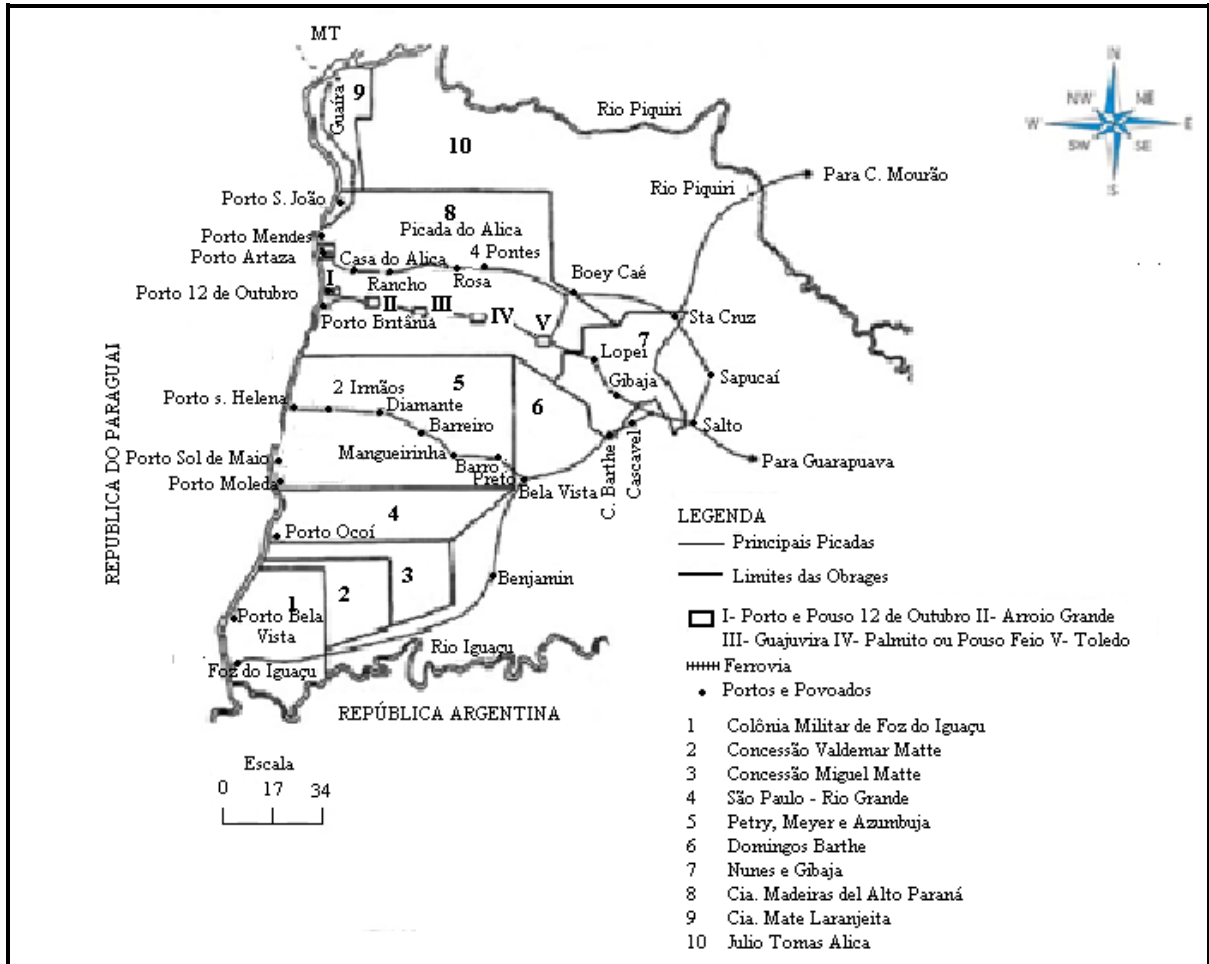 MT
N
NW NE
W E
SW SE
S
Guaíra
9
Rio Piquiri
10
Rio Piquiri
Para C. Mourão
Porto S. João
8
Picada do Alica
Porto Mendes
Porto Artaza
Casa do Alica
4 Pontes
Rancho
Rosa
Boey Caé
I
Porto 12 de Outubro
II
III
IV
V
Porto Bntânia
Sta Cruz
7
Lopeí
Gibaja
Sapucaí
REPUBLICA DO PARAGUAI
Porto s. Helena
2 Irmãos
5
Diamante
6
Barreiro
Salto
Mangueirinha
Barro
Preto
Porto Sol de Maio
Porto Moleda
Bela Vista
C. Barthe
Cascavel
Para Guarapuava
4
Porto Ocoí
3
2
1
Benjamin
Porto Bela
Vista
Rio Iguaçu
Foz do Iguaçu
REPÚBLICA ARGENTINA
Escala
0 17 34
LEGENDA
Principais Picadas
Limites das Obrages
I- Porto e Pouso 12 de Outubro II- Arroio Grande
III- Guajuvira IV- Palmito ou Pouso Feio V- Toledo
Ferrovia
Portos e Povoados
1 Colônia Militar de Foz do Iguaçu
2 Concessão Valdemar Matte
3 Concessão Miguel Matte
4 São Paulo - Rio Grande
5 Petry, Meyer e Azumbuja
6 Domingos Barthe
7 Nunes e Gibaja
8 Cia. Madeiras del Alto Paraná
9 Cia. Mate Laranjeita
10 Julio Tomas Alica